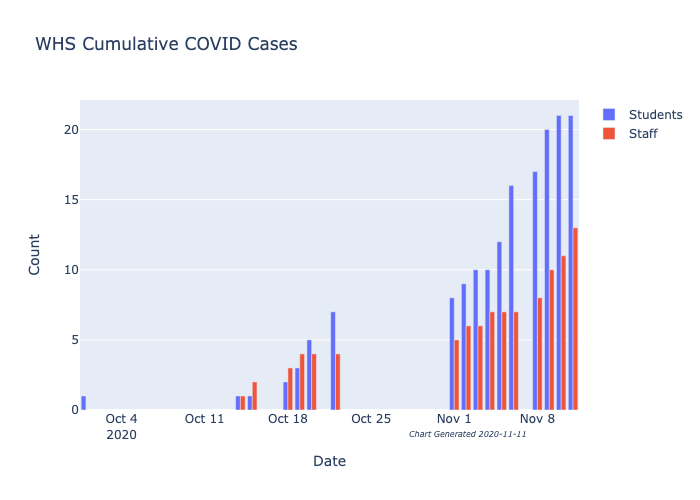 WHS Cumulative COVID Cases
Students
Staff
20
15
10
5
0
Count
Oct 4 Oct 11 Oct 18 Oct 25 Nov 1 Nov 8
2020
Chart Generated 2020-11-11
Date